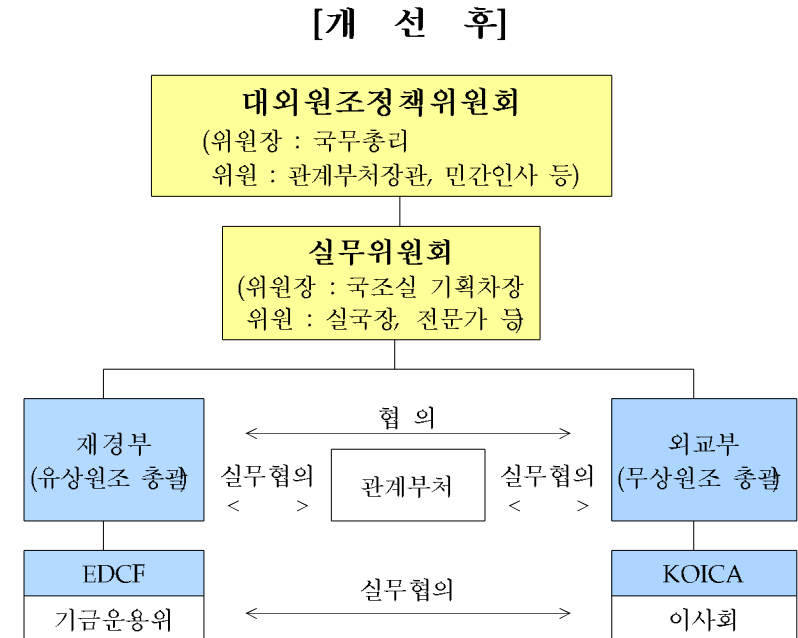 [개 선 후]
대외원조정책위원회
(위원장 : 국무총리
위원 : 관계부처장관, 민간인사 등)
실무위원회
(위원장 : 국조실 기획차장
위원 : 실국장, 전문가 등)
협 의
재경부
(유상원조 총괄)
실무협의
< >
관계부처
실무협의
< >
외교부
(무상원조 총괄)
EDCF
기금운용위
실무협의
KOICA
이사회